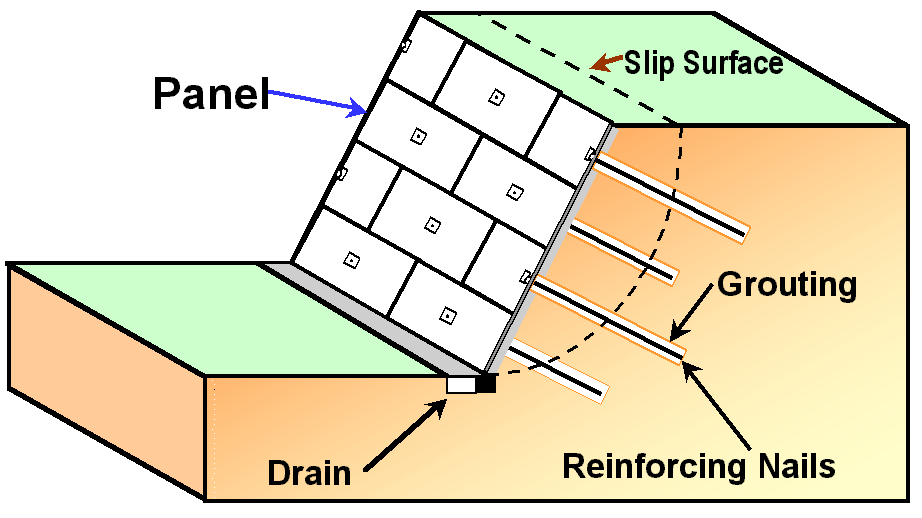 Slip Surface
Panel
Grouting
Drain
Reinforcing Nails